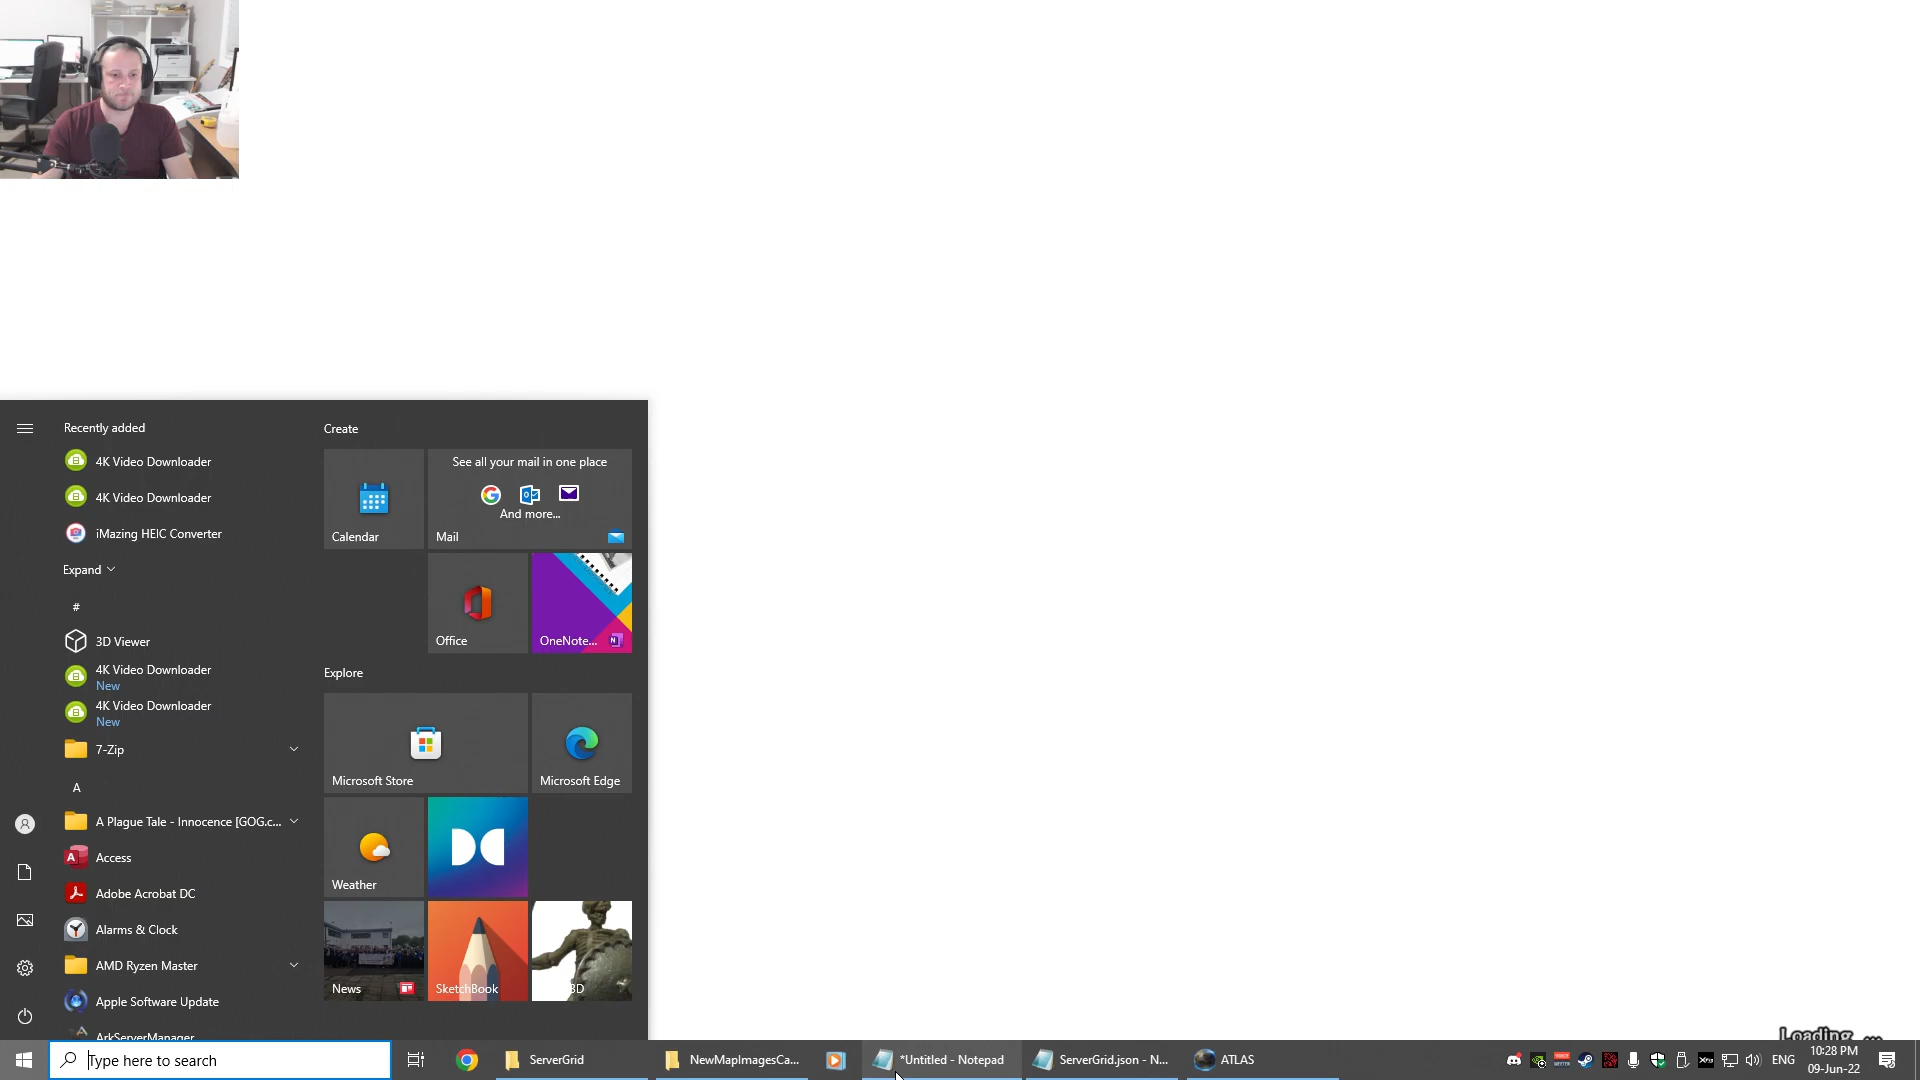 Recently added
4K Video Downloader
4K Video Downloader
iMazing HEIC Converter
Expand
#
3D Viewer
4K Video Downloader
New
4K Video Downloader
New
7-Zip
A
A Plague Tale - Innocence [GOG.c...
Access
Adobe Acrobat DC
Alarms & Clock
AMD Ryzen Master
Apple Software Update
ArkServerManager
Create
Calendar
See all your mail in one place
And more...
Mail
Office
OneNote...
Explore
Microsoft Store
Microsoft Edge
Weather
News
SketchBook
3D
Loading ...
Type here to search
ServerGrid
NewMapImagesCa...
*Untitled - Notepad
ServerGrid.json - N...
ATLAS
ENG
10:28 PM
09-Jun-22